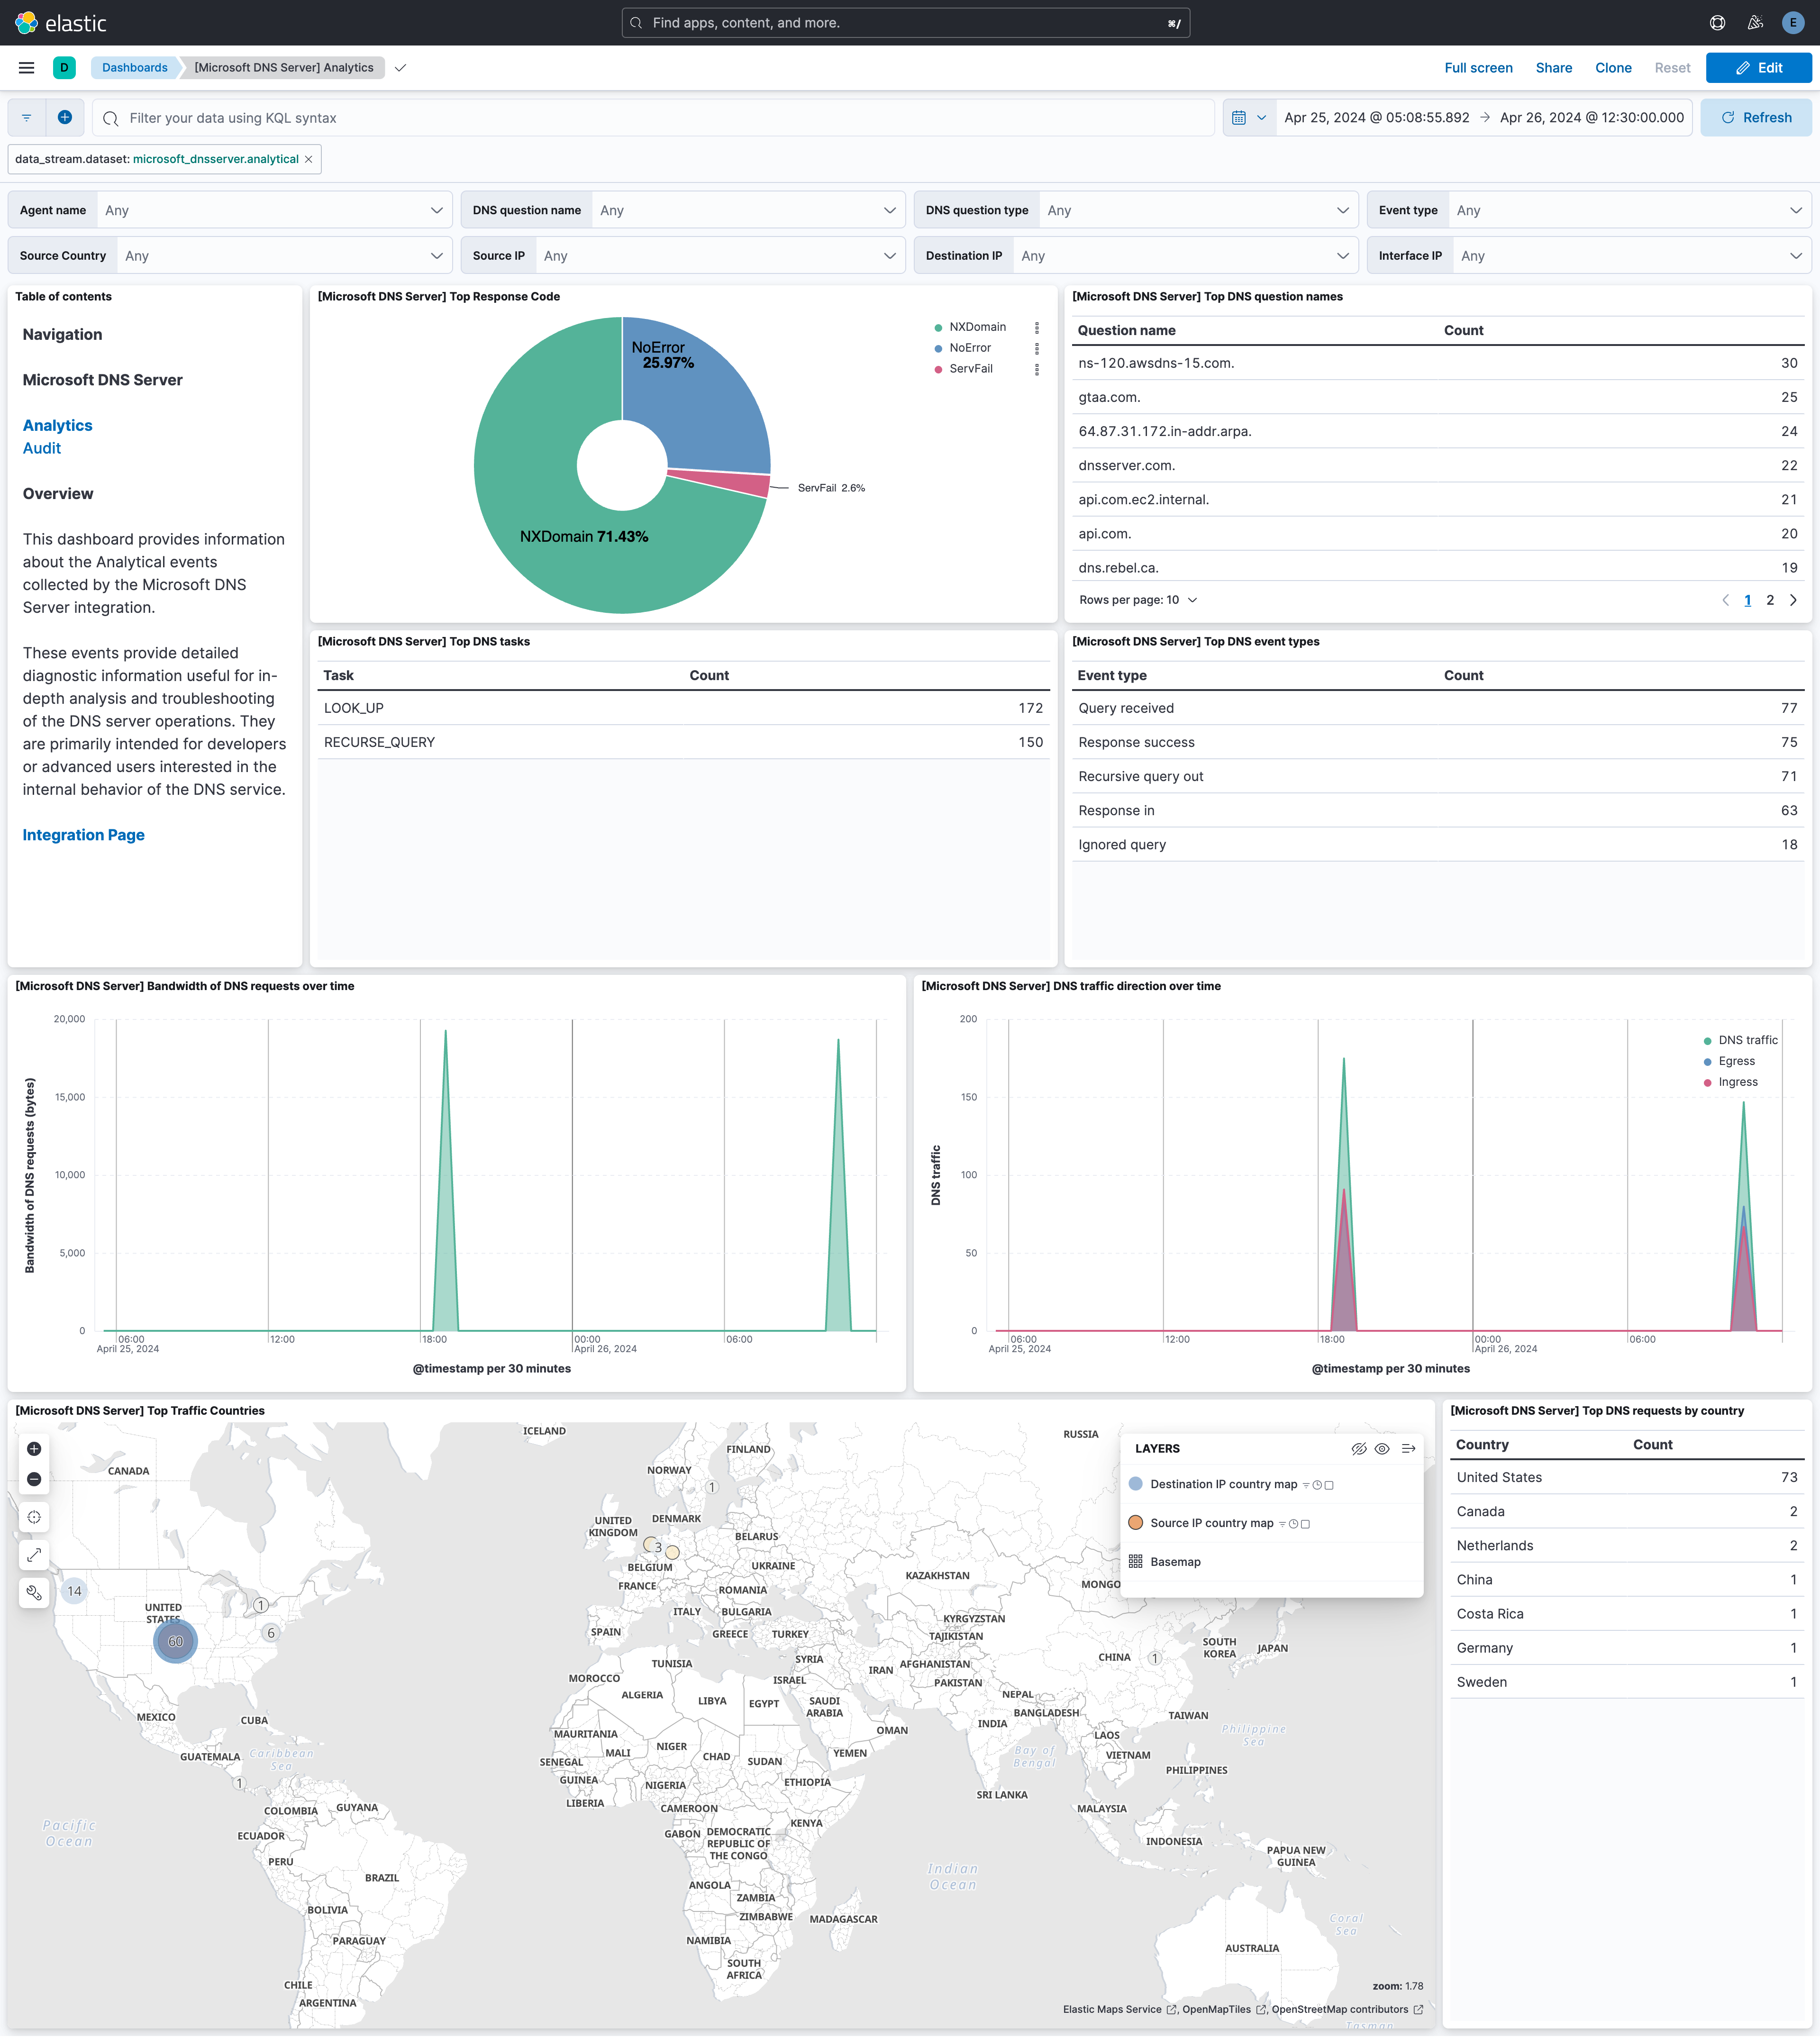 elastic
Find apps, content, and more.
⌘/
E
D
Dashboards
[Microsoft DNS Server] Analytics
Full screen
Share
Clone
Reset
Edit
Filter your data using KQL syntax
Apr 25, 2024 @ 05:08:55.892 → Apr 26, 2024 @ 12:30:00.000
Refresh
data_stream.dataset: microsoft_dnsserver.analytical ×
Agent name Any
DNS question name Any
DNS question type Any
Event type Any
Source Country Any
Source IP Any
Destination IP Any
Interface IP Any
Table of contents
Navigation
Microsoft DNS Server
Analytics
Audit
Overview
This dashboard provides information
about the Analytical events
collected by the Microsoft DNS
Server integration.
These events provide detailed
diagnostic information useful for in-
depth analysis and troubleshooting
of the DNS server operations. They
are primarily intended for developers
or advanced users interested in the
internal behavior of the DNS service.
Integration Page
[Microsoft DNS Server] Top Response Code
NoError
25.97%
ServFail 2.6%
NXDomain 71.43%
NXDomain
NoError
ServFail
[Microsoft DNS Server] Top DNS question names
Question name Count
ns-120.awsdns-15.com. 30
gtaa.com. 25
64.87.31.172.in-addr.arpa. 24
dnsserver.com. 22
api.com.ec2.internal. 21
api.com. 20
dns.rebel.ca. 19
Rows per page: 10
1 2
[Microsoft DNS Server] Top DNS tasks
Task Count
LOOK_UP 172
RECURSE_QUERY 150
[Microsoft DNS Server] Top DNS event types
Event type Count
Query received 77
Response success 75
Recursive query out 71
Response in 63
Ignored query 18
[Microsoft DNS Server] Bandwidth of DNS requests over time
Bandwidth of DNS requests (bytes)
20,000
15,000
10,000
5,000
0
06:00 12:00 18:00 00:00 06:00
April 25, 2024 April 26, 2024
@timestamp per 30 minutes
[Microsoft DNS Server] DNS traffic direction over time
DNS traffic
200
150
100
50
0
DNS traffic
Egress
Ingress
06:00 12:00 18:00 00:00 06:00
April 25, 2024 April 26, 2024
@timestamp per 30 minutes
[Microsoft DNS Server] Top Traffic Countries
ICELAND
RUSSIA
FINLAND
CANADA
NORWAY
1
UNITED
KINGDOM
DENMARK
BELARUS
3
BELGIUM
UKRAINE
FRANCE
KAZAKHSTAN
MONGO
14
ROMANIA
UNITED
STATES
1
ITALY
BULGARIA
KYRGYZSTAN
6
60
SPAIN
GREECE
TURKEY
TAJIKISTAN
SOUTH
KOREA
JAPAN
SYRIA
CHINA
1
TUNISIA
IRAN
AFGHANISTAN
MOROCCO
ISRAEL
PAKISTAN
ALGERIA
LIBYA
EGYPT
SAUDI
ARABIA
NEPAL
BANGLADESH
MEXICO
CUBA
OMAN
INDIA
TAIWAN
MAURITANIA
LAOS
Philippine
Sea
GUATEMALA
Caribbean
Sea
MALI
NIGER
CHAD
SUDAN
YEMEN
Bay of
Bengal
VIETNAM
SENEGAL
PHILIPPINES
1
GUINEA
NIGERIA
ETHIOPIA
SRI LANKA
LIBERIA
COLOMBIA
GUYANA
CAMEROON
MALAYSIA
KENYA
Pacific
Ocean
ECUADOR
GABON
DEMOCRATIC
REPUBLIC OF
THE CONGO
INDONESIA
PERU
PAPUA NEW
GUINEA
BRAZIL
Indian
Ocean
ANGOLA
ZAMBIA
BOLIVIA
ZIMBABWE
MADAGASCAR
Coral
Sea
PARAGUAY
NAMIBIA
AUSTRALIA
SOUTH
AFRICA
CHILE
ARGENTINA
LAYERS
Destination IP country map
Source IP country map
Basemap
zoom: 1.78
Elastic Maps Service , OpenMapTiles , OpenStreetMap contributors
Tasman
[Microsoft DNS Server] Top DNS requests by country
Country Count
United States 73
Canada 2
Netherlands 2
China 1
Costa Rica 1
Germany 1
Sweden 1